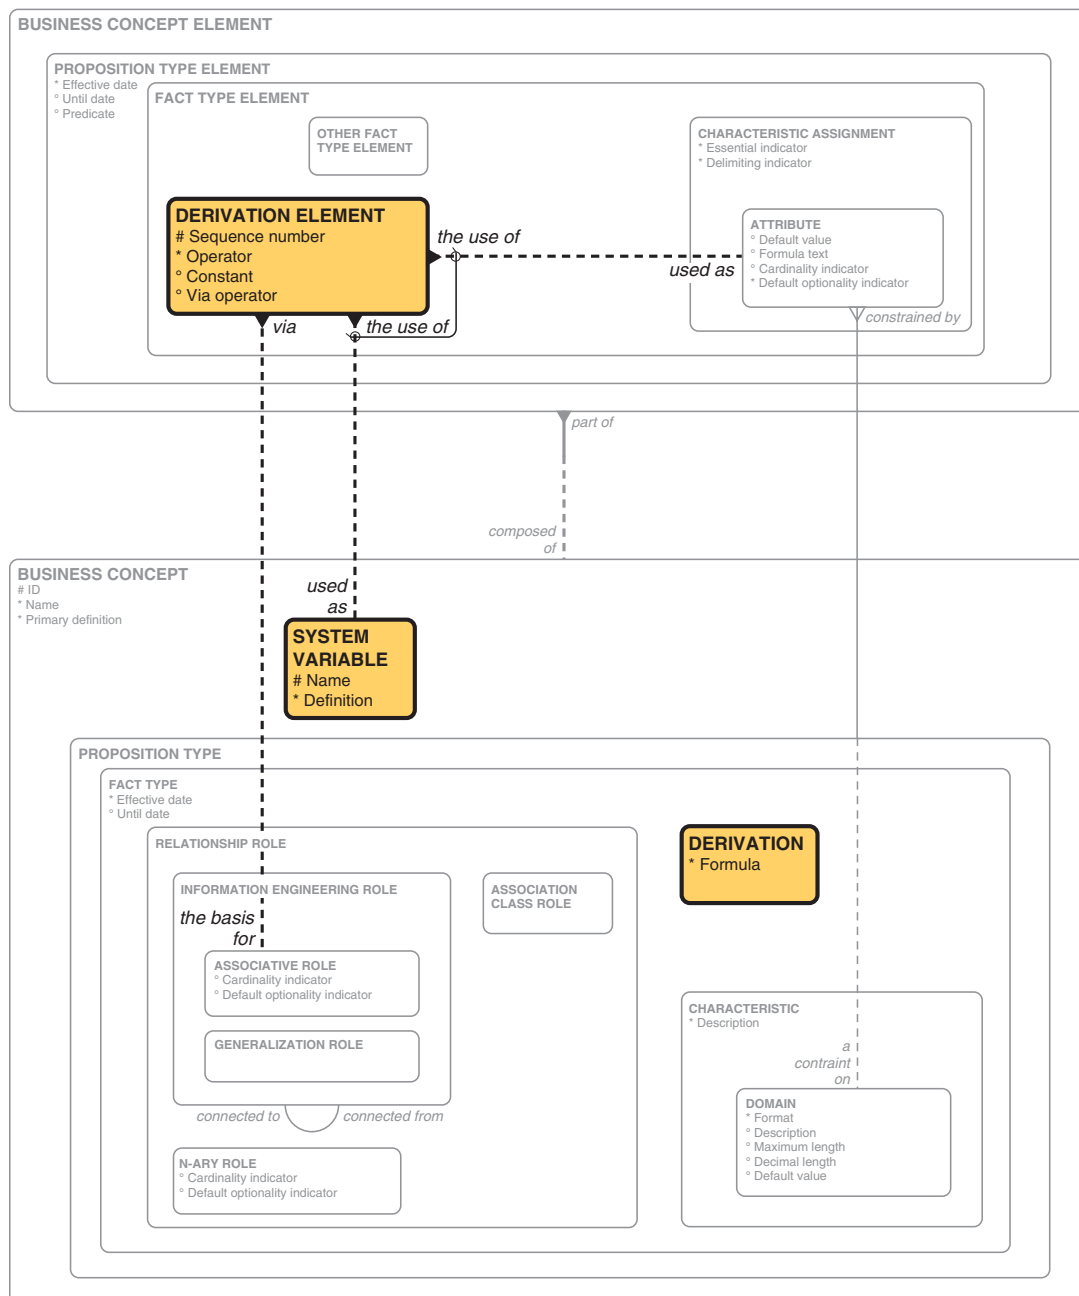 BUSINESS CONCEPT ELEMENT
PROPOSITION TYPE ELEMENT
* Effective date
° Until date
° Predicate
FACT TYPE ELEMENT
OTHER FACT
TYPE ELEMENT
CHARACTERISTIC ASSIGNMENT
* Essential indicator
* Delimiting indicator
DERIVATION ELEMENT
# Sequence number
* Operator
° Constant
° Via operator
the use of
used as
ATTRIBUTE
° Default value
° Formula text
° Cardinality indicator
* Default optionality indicator
via
the use of
constrained by
part of
composed
of
BUSINESS CONCEPT
# ID
* Name
* Primary definition
used
as
SYSTEM
VARIABLE
# Name
* Definition
PROPOSITION TYPE
FACT TYPE
* Effective date
° Until date
RELATIONSHIP ROLE
INFORMATION ENGINEERING ROLE
the basis
for
ASSOCIATION
CLASS ROLE
DERIVATION
* Formula
ASSOCIATIVE ROLE
° Cardinality indicator
° Default optionality indicator
GENERALIZATION ROLE
connected to
connected from
N-ARY ROLE
° Cardinality indicator
° Default optionality indicator
CHARACTERISTIC
* Description
a
contraint
on
DOMAIN
* Format
° Description
° Maximum length
° Decimal length
° Default value